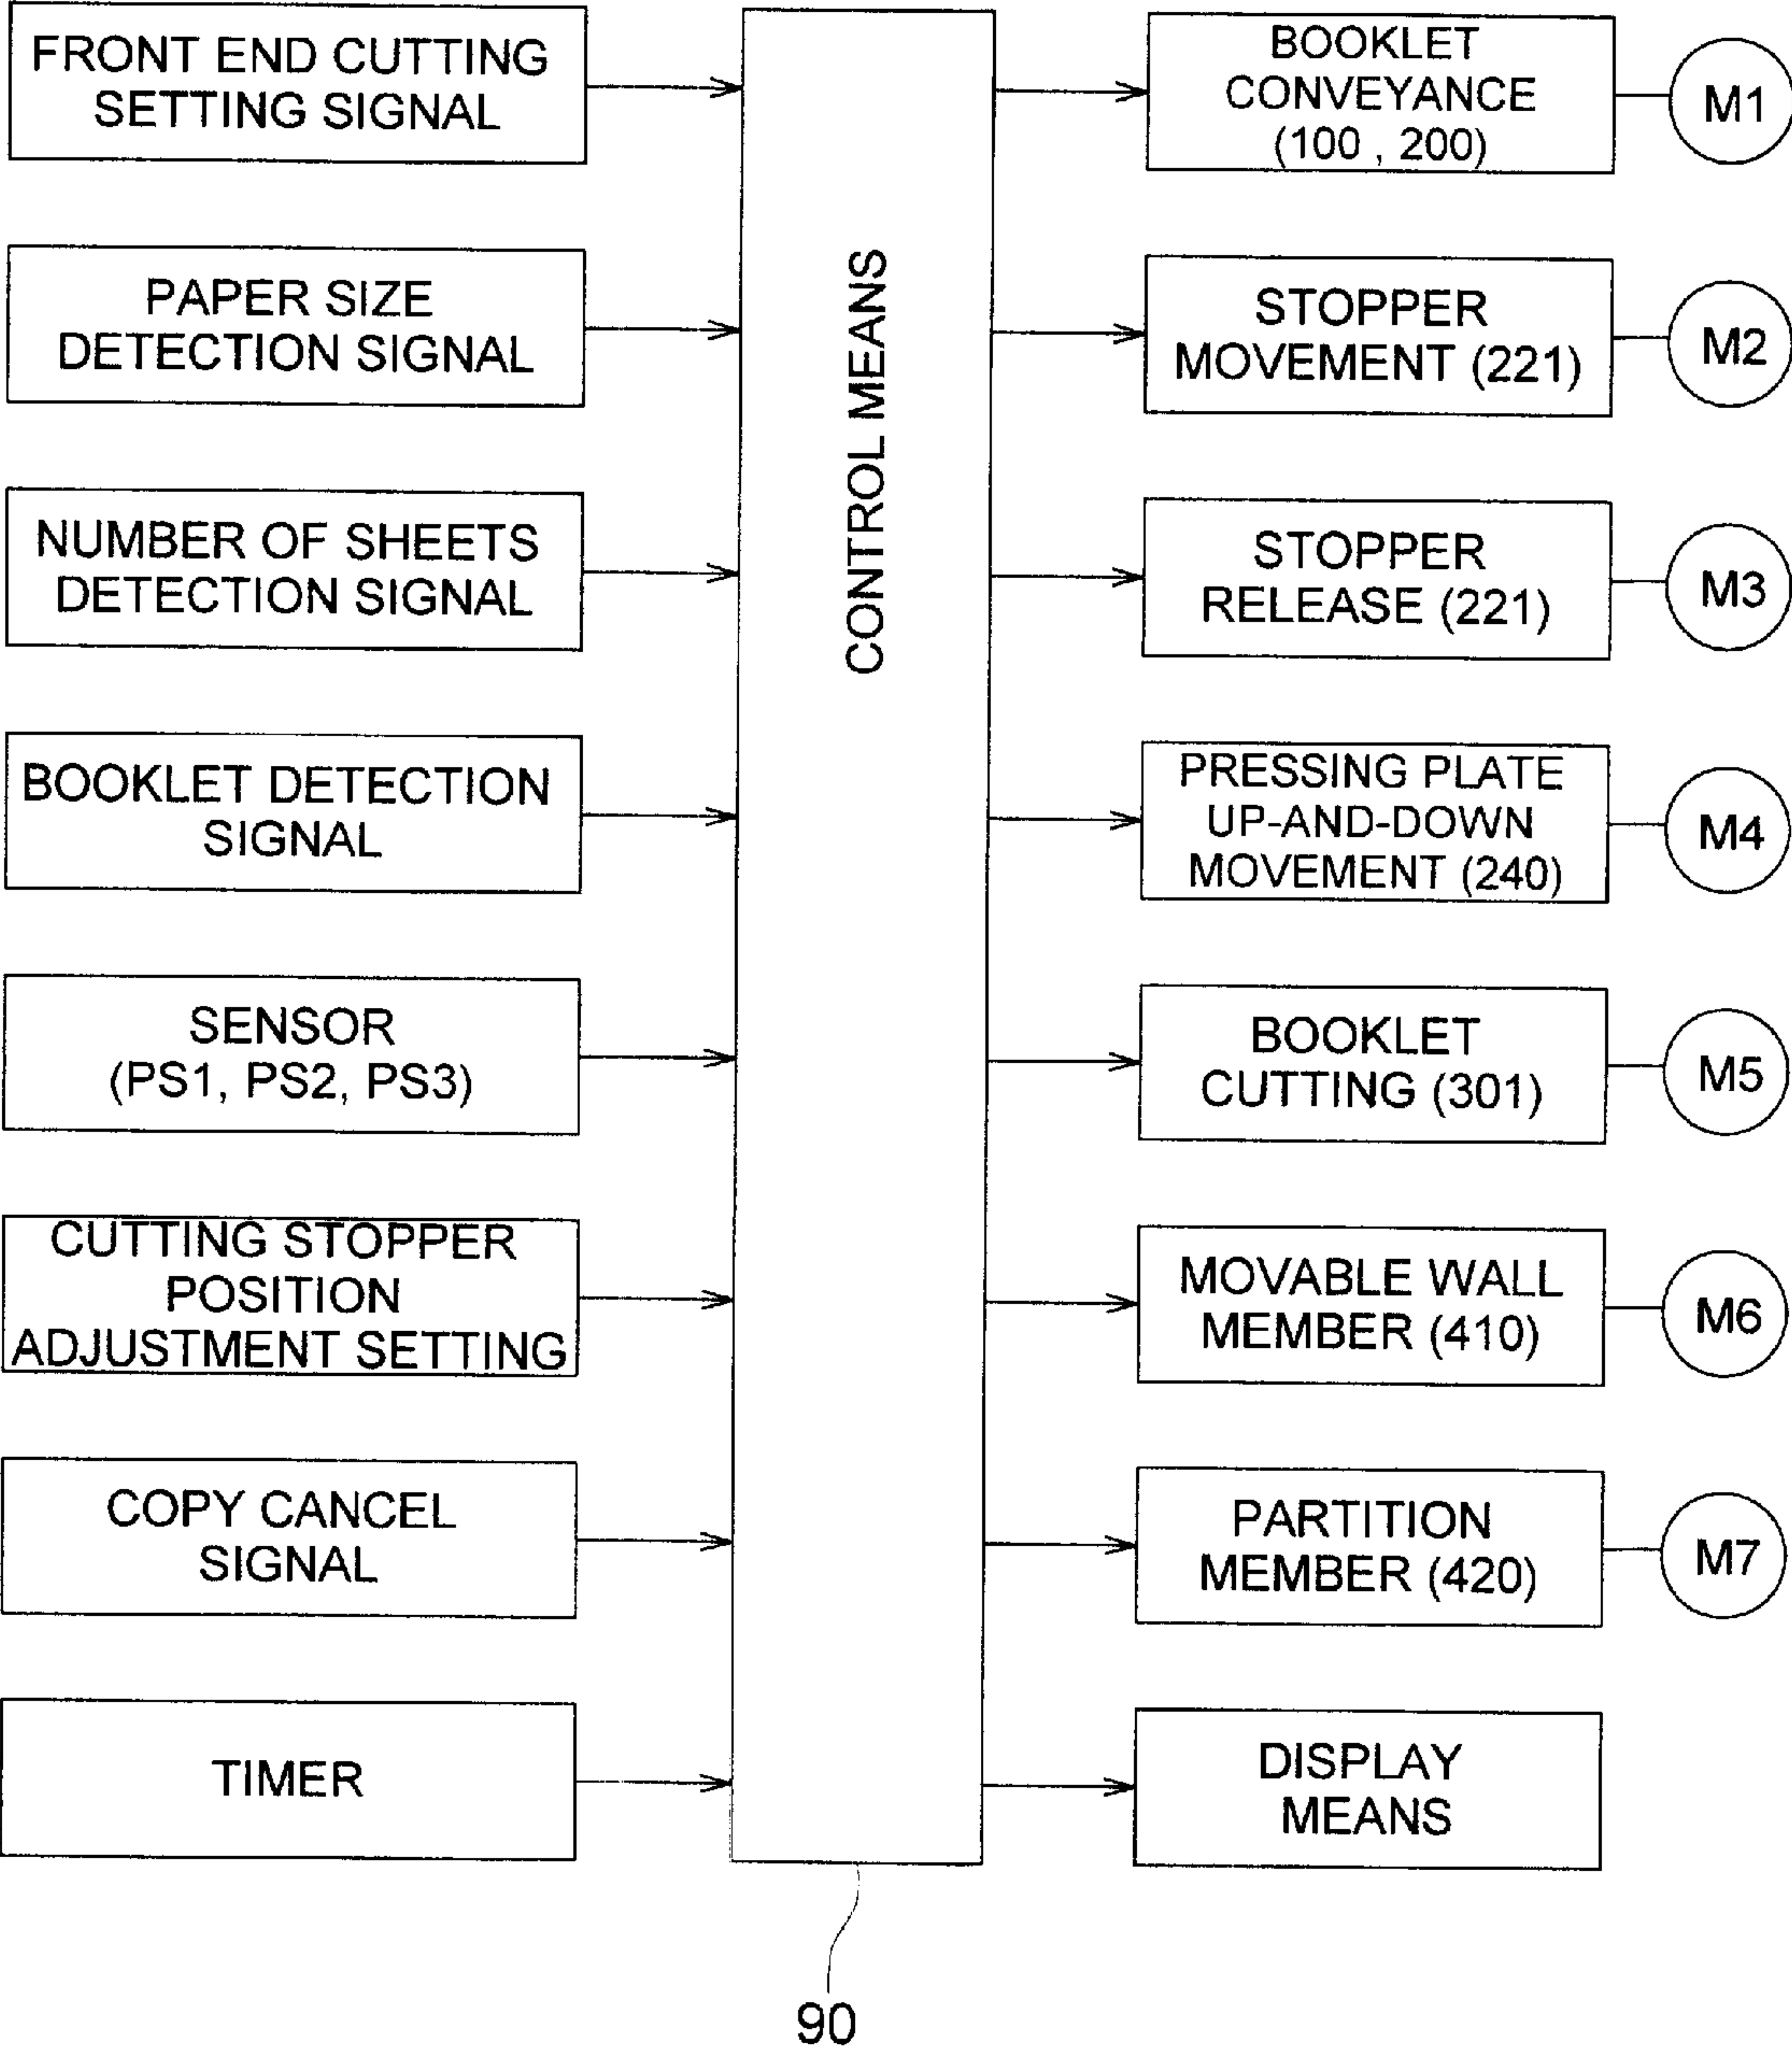 FRONT END CUTTING
SETTING SIGNAL
PAPER SIZE
DETECTION SIGNAL
NUMBER OF SHEETS
DETECTION SIGNAL
BOOKLET DETECTION
SIGNAL
SENSOR
(PS1, PS2, PS3)
CUTTING STOPPER
POSITION
ADJUSTMENT SETTING
COPY CANCEL
SIGNAL
TIMER
CONTROL MEANS
90
BOOKLET
CONVEYANCE
(100 , 200)
M1
STOPPER
MOVEMENT (221)
M2
STOPPER
RELEASE (221)
M3
PRESSING PLATE
UP-AND-DOWN
MOVEMENT (240)
M4
BOOKLET
CUTTING (301)
M5
MOVABLE WALL
MEMBER (410)
M6
PARTITION
MEMBER (420)
M7
DISPLAY
MEANS